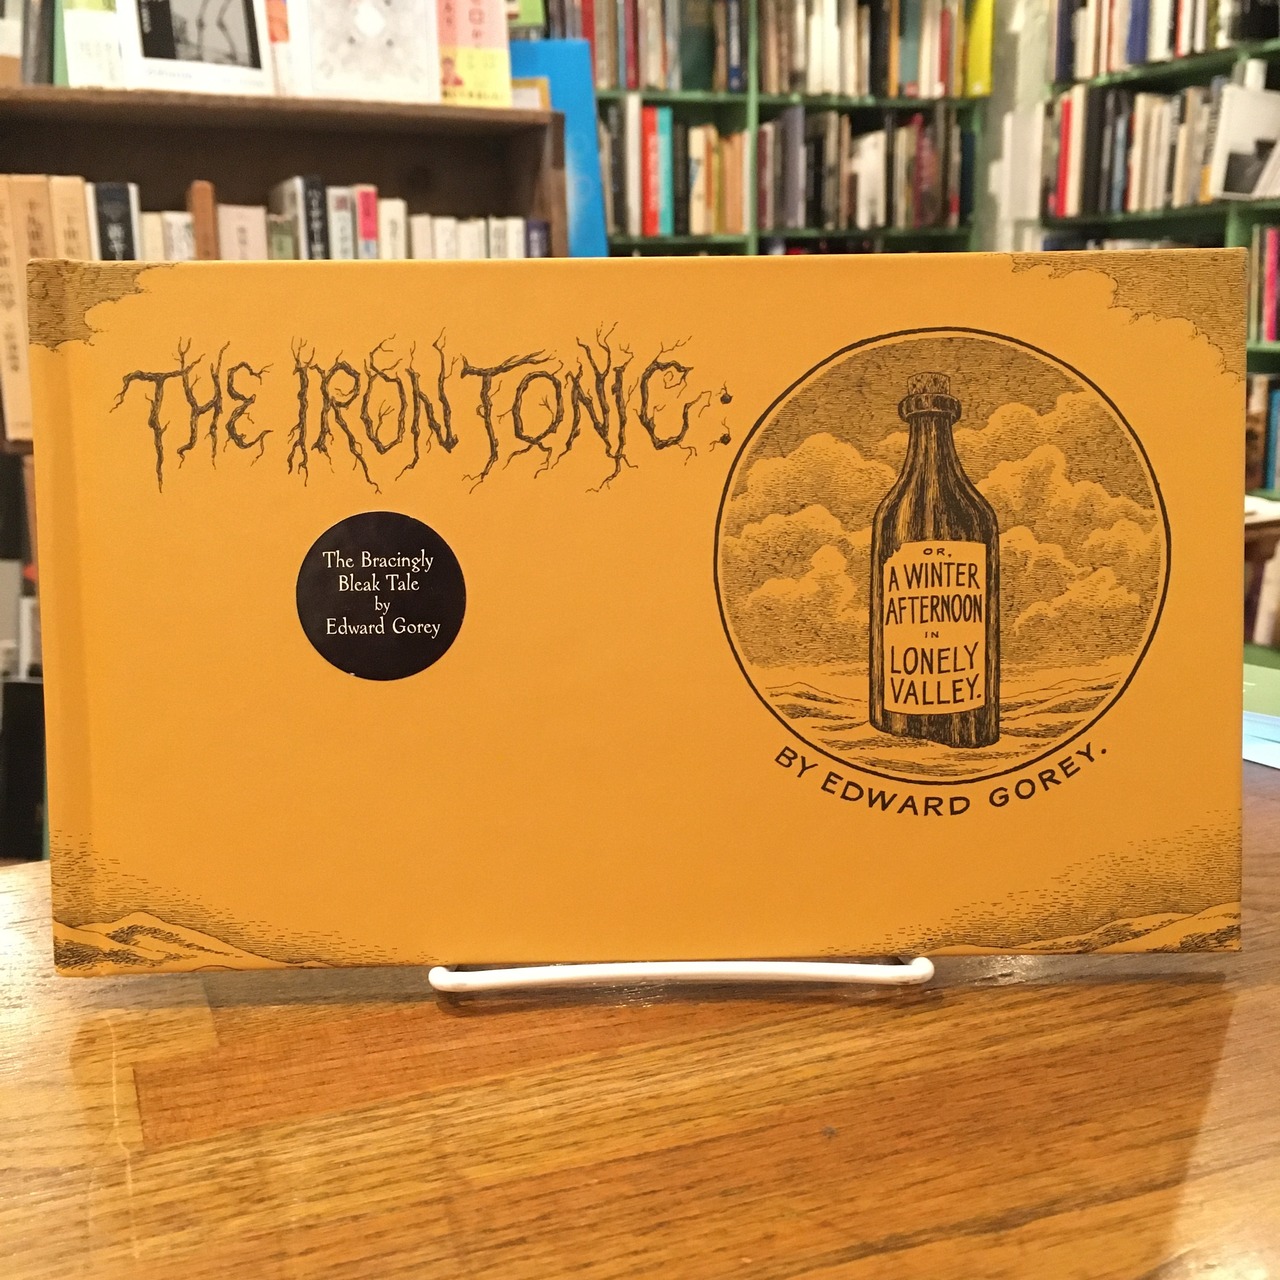 THE IRON TONIC:
The Bracingly
Bleak Tale
by
Edward Gorey
OR,
A WINTER
AFTERNOON
IN
LONELY
VALLEY.
BY EDWARD GOREY.